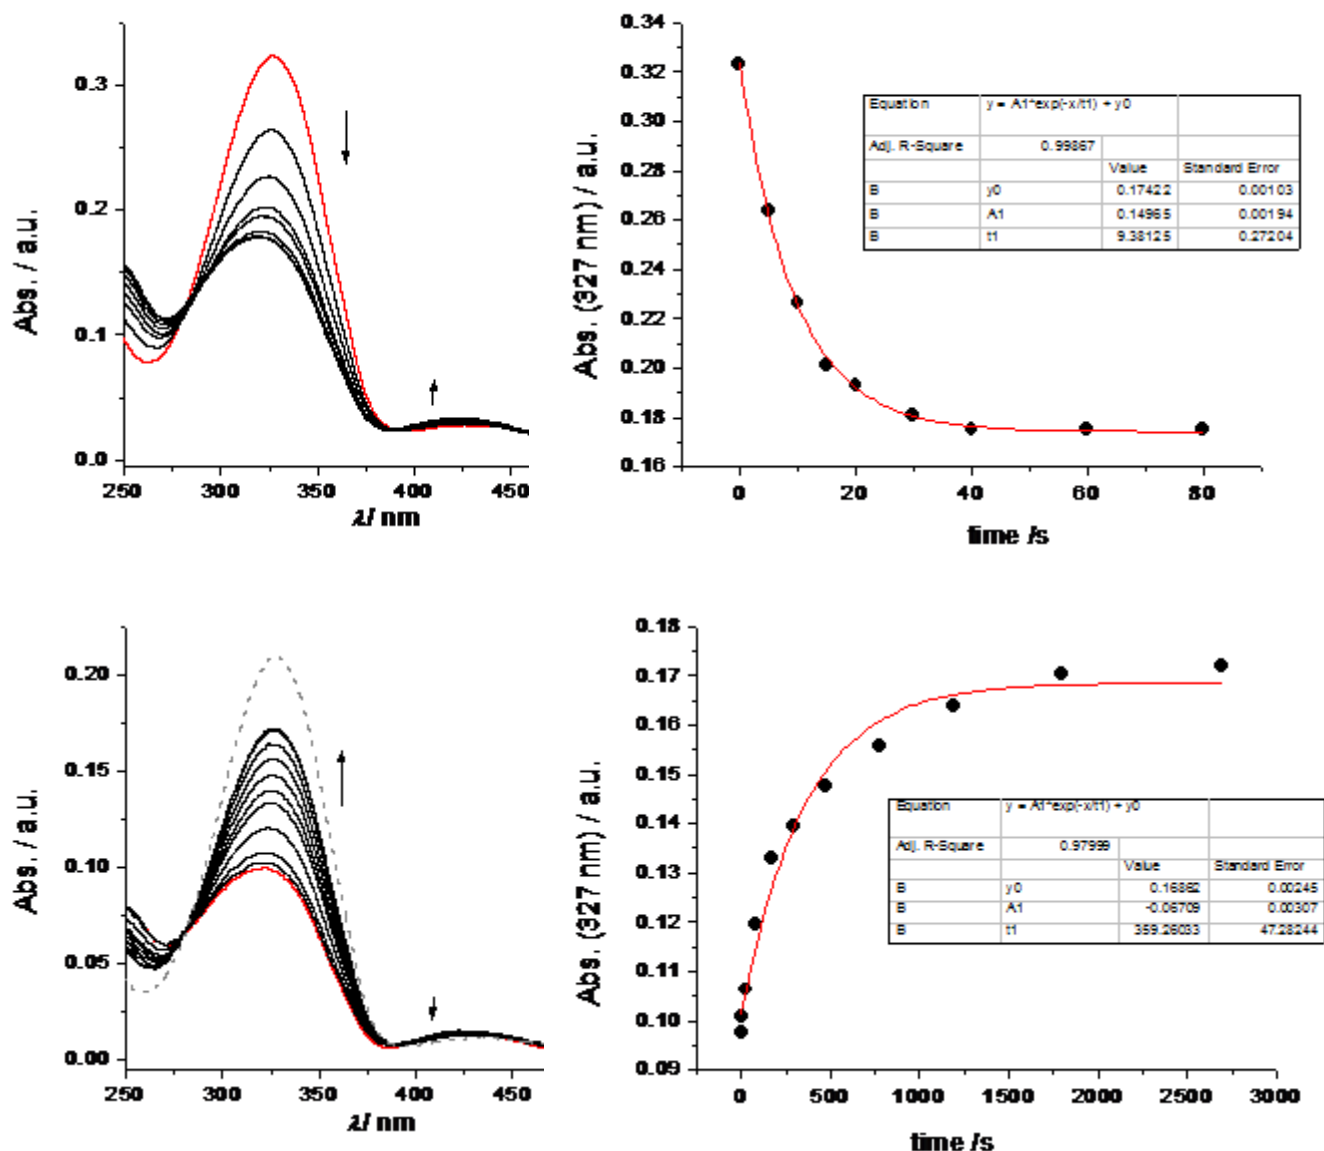 0.3
0.2
0.1
0.0
Abs. / a.u.
250 300 350 400 450
λ/ nm
0.34
0.32
0.30
0.28
0.26
0.24
0.22
0.20
0.18
0.16
Abs. (327 nm) / a.u.
0 20 40 60 80
time /s
Equation y = A1*exp(-x/t1) + y0
Adj. R-Square 0.99867
Value Standard Error
B y0 0.17422 0.00103
B A1 0.14965 0.00194
B t1 9.38125 0.27204
0.20
0.15
0.10
0.05
0.00
Abs. / a.u.
250 300 350 400 450
λ/ nm
0.18
0.17
0.16
0.15
0.14
0.13
0.12
0.11
0.10
0.09
Abs. (327 nm) / a.u.
0 500 1000 1500 2000 2500 3000
time /s
Equation y = A1*exp(-x/t1) + y0
Adj. R-Square 0.97999
Value Standard Error
B y0 0.16862 0.00245
B A1 -0.06709 0.00307
B t1 359.26033 47.28244